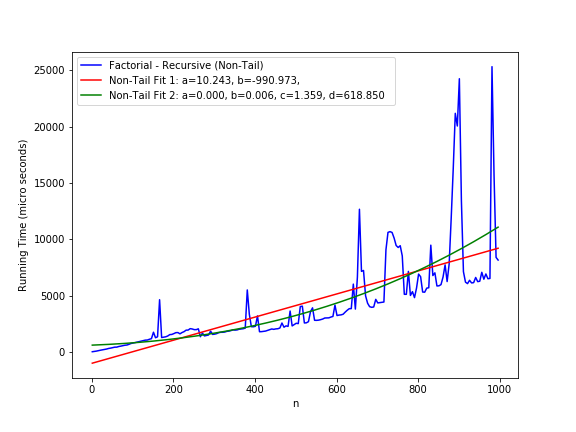 Factorial - Recursive (Non-Tail)
Non-Tail Fit 1: a=10.243, b=-990.973,
Non-Tail Fit 2: a=0.000, b=0.006, c=1.359, d=618.850
Running Time (micro seconds)
25000
20000
15000
10000
5000
0
0 200 400 600 800 1000
n